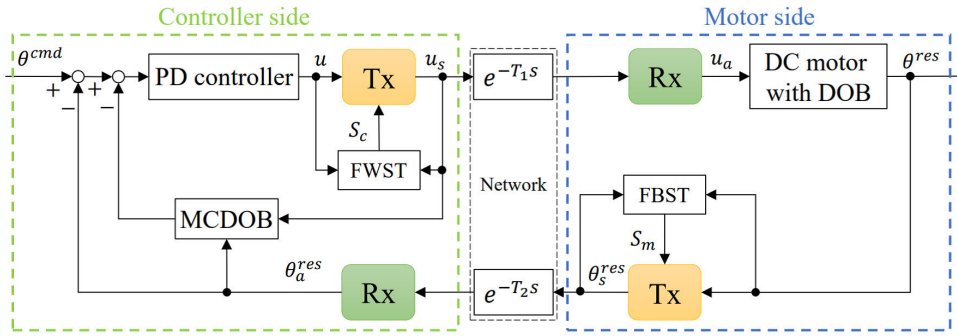 Controller side
Motor side
θ^{cmd}
+
−
+
−
PD controller
u
Tx
u_s
e^{-T_1 s}
Rx
u_a
DC motor
with DOB
θ^{res}
S_c
FWST
Network
FBST
MCDOB
S_m
θ_a^{res}
Rx
e^{-T_2 s}
θ_s^{res}
Tx